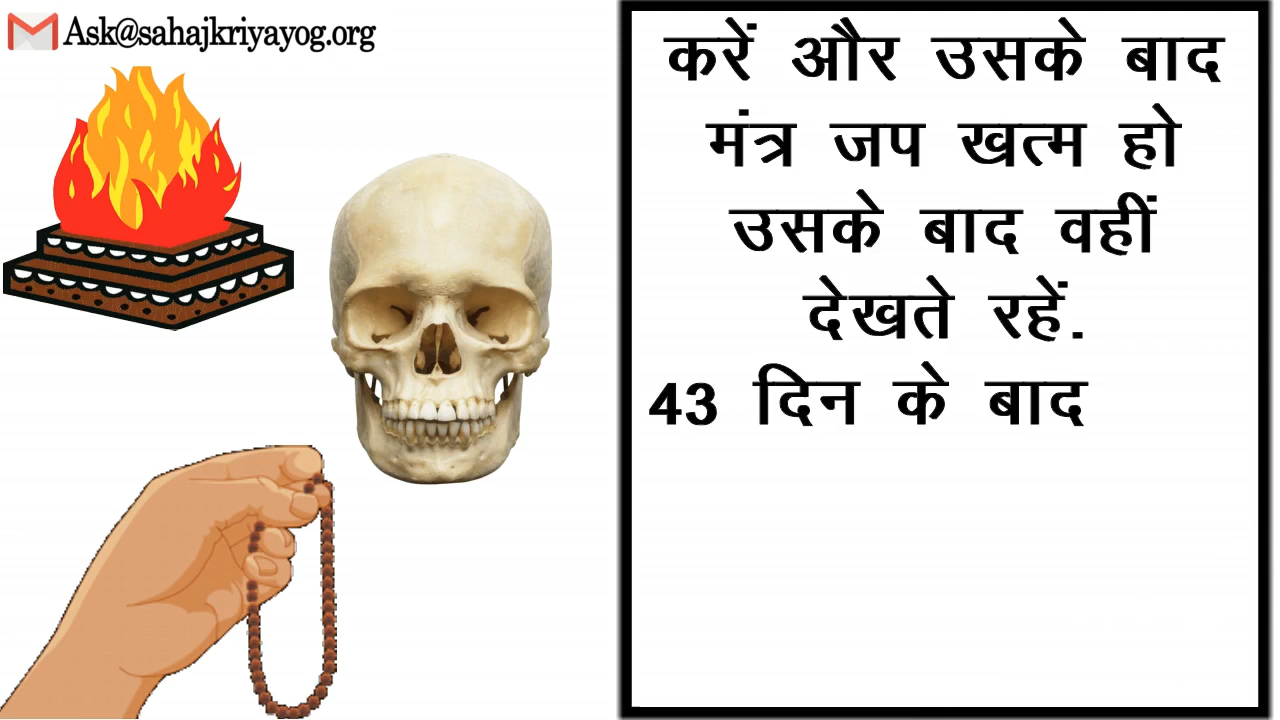 Ask@sahajkriyayog.org
करें और उसके बाद
मंत्र जप खत्म हो
उसके बाद वहीं
देखते रहें.
43 दिन के बाद